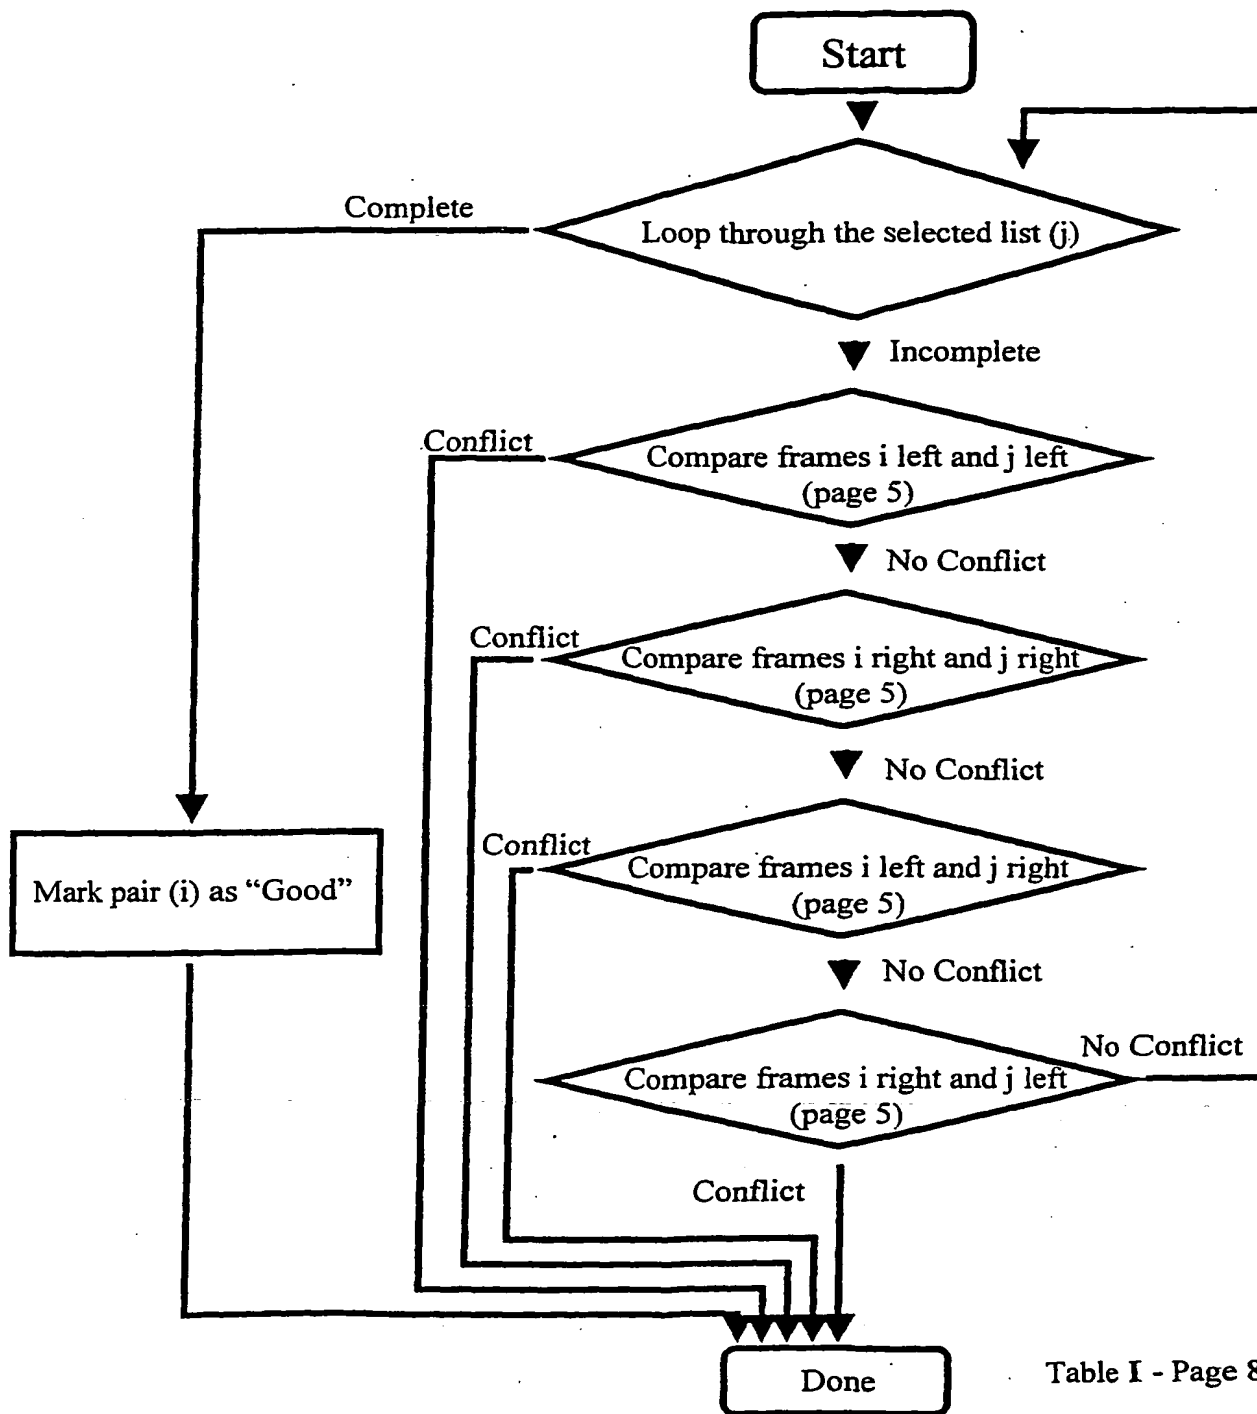 Start
Complete
Loop through the selected list (j)
Incomplete
Conflict
Compare frames i left and j left
(page 5)
No Conflict
Conflict
Compare frames i right and j right
(page 5)
No Conflict
Conflict
Compare frames i left and j right
(page 5)
Mark pair (i) as “Good”
No Conflict
No Conflict
Compare frames i right and j left
(page 5)
Conflict
Done
Table I - Page 8